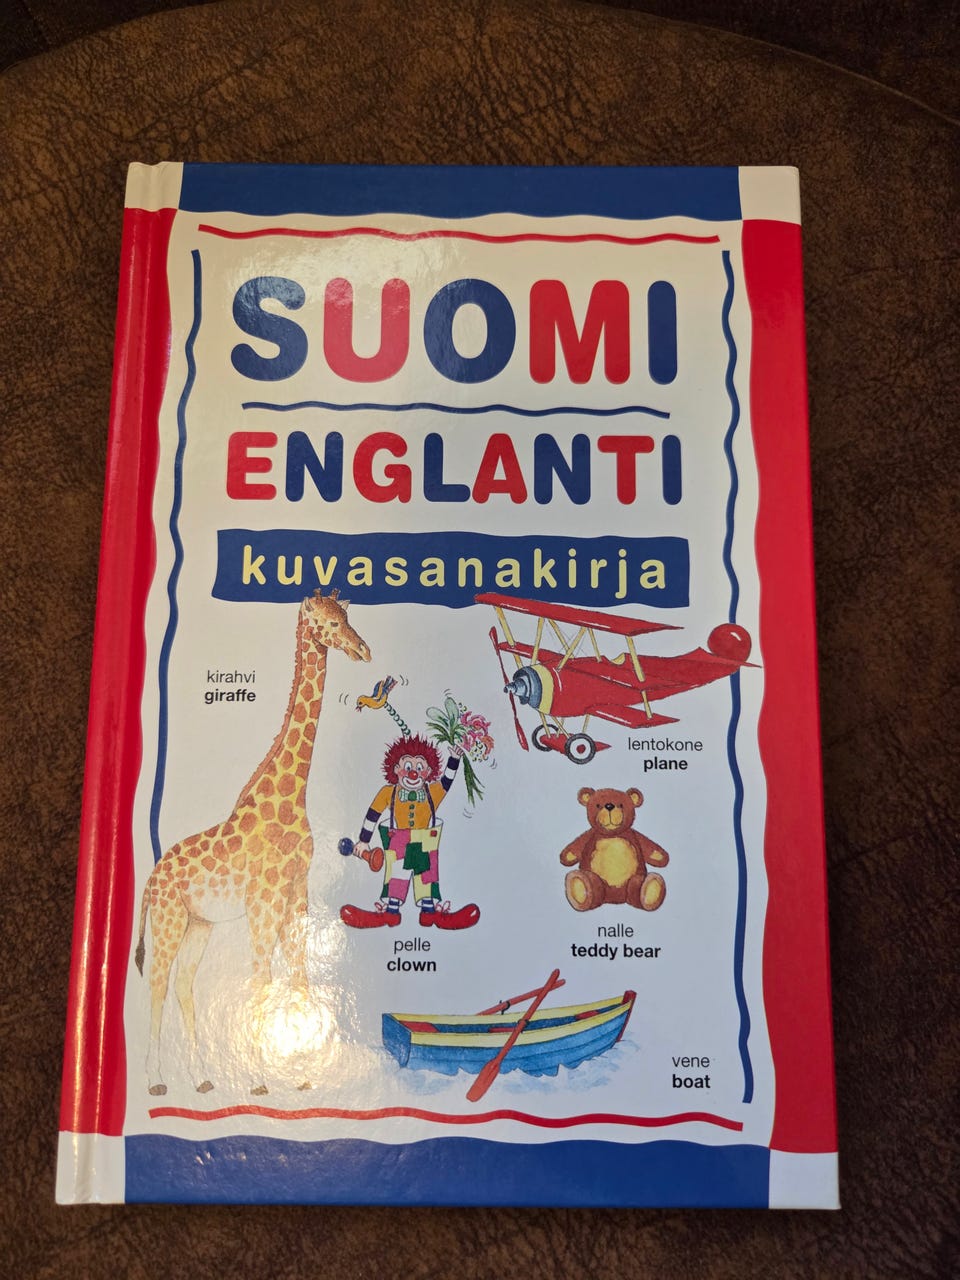 SUOMI
ENGLANTI
kuvasanakirja
kirahvi
giraffe
lentokone
plane
pelle
clown
nalle
teddy bear
vene
boat